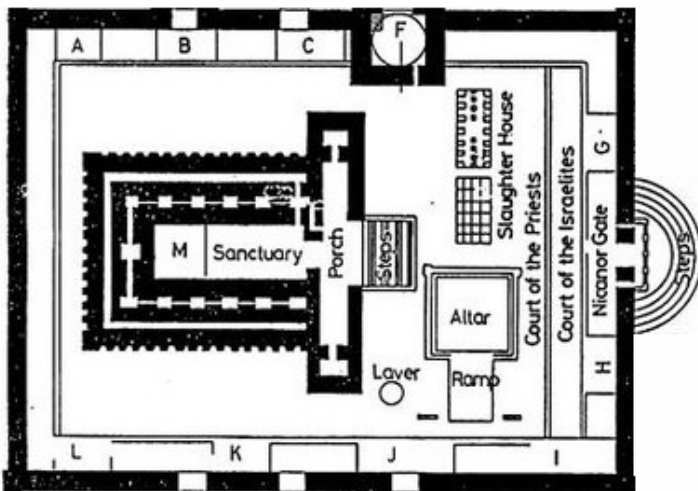 A
B
C
F
G
Slaughter House
Court of the Priests
Court of the Israelites
Nicanor Gate
Steps
M
Sanctuary
Porch
Steps
Altar
Laver
Ramp
H
L
K
J
I